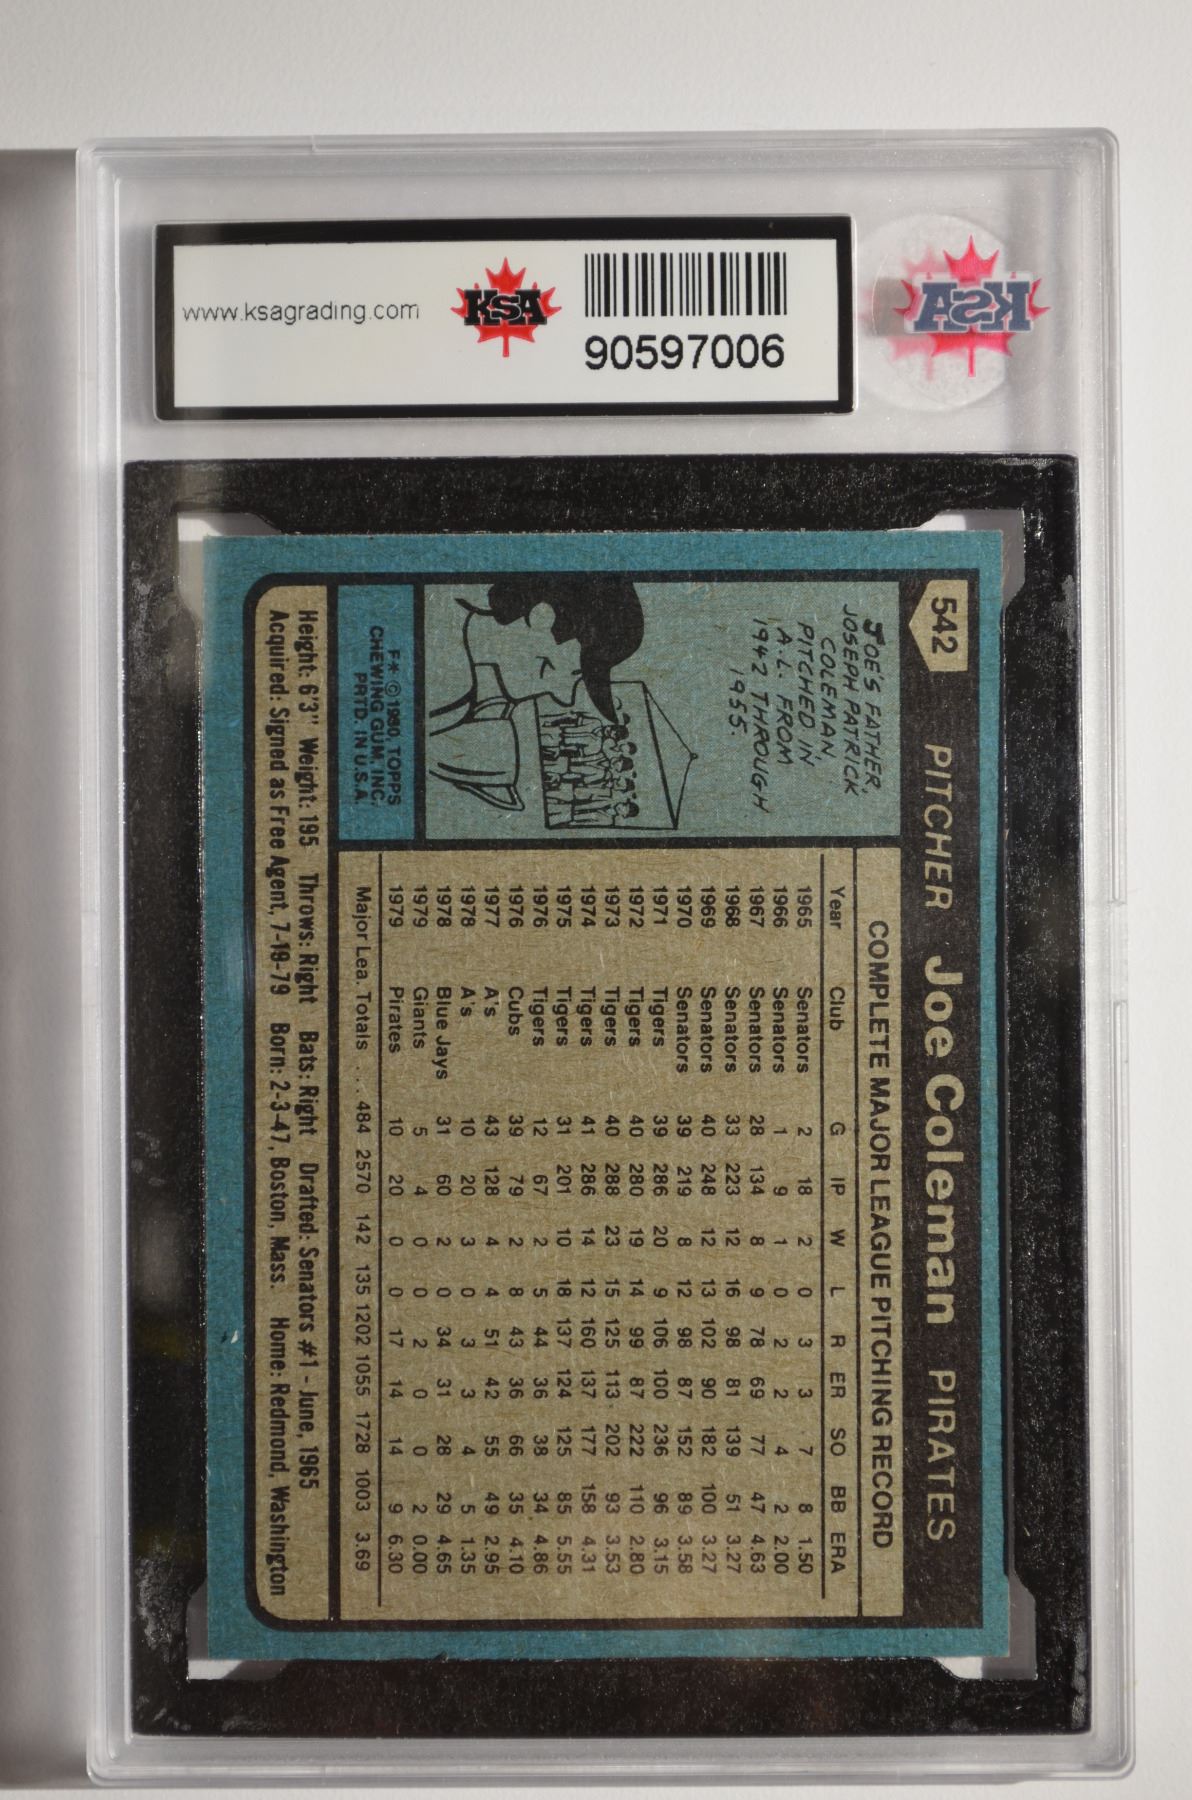 www.ksagrading.com
KSA
90597006
KSA
542 PITCHER Joe Coleman PIRATES
JOE'S FATHER,
JOSEPH PATRICK
COLEMAN,
PITCHED IN
A.L. FROM
1942 THROUGH
1955.
F✻ © 1980 TOPPS
CHEWING GUM, INC.
PRTD. IN U.S.A.
COMPLETE MAJOR LEAGUE PITCHING RECORD
Year Club G IP W L R ER SO BB ERA
1965 Senators 2 18 2 0 3 3 7 8 1.50
1966 Senators 1 9 1 0 2 2 4 2 2.00
1967 Senators 28 134 8 9 78 69 77 47 4.63
1968 Senators 33 223 12 16 98 81 139 51 3.27
1969 Senators 40 248 12 13 102 90 182 100 3.27
1970 Senators 39 219 8 12 98 87 152 89 3.58
1971 Tigers 39 286 20 9 106 100 236 96 3.15
1972 Tigers 40 280 19 14 99 87 222 110 2.80
1973 Tigers 40 288 23 15 125 113 202 93 3.53
1974 Tigers 41 286 14 12 160 137 177 158 4.31
1975 Tigers 31 201 10 18 137 124 125 85 5.55
1976 Tigers 12 67 2 5 44 36 38 34 4.86
1976 Cubs 39 79 2 8 43 36 66 35 4.10
1977 A's 43 128 4 4 51 42 55 49 2.95
1978 A's 10 20 3 0 3 3 4 5 1.35
1978 Blue Jays 31 60 2 0 34 31 28 29 4.65
1979 Giants 5 4 0 0 2 0 0 2 0.00
1979 Pirates 10 20 0 0 17 14 14 9 6.30
Major Lea. Totals . . . 484 2570 142 135 1202 1055 1728 1003 3.69
Height: 6'3" Weight: 195 Throws: Right Bats: Right Drafted: Senators #1 - June, 1965
Acquired: Signed as Free Agent, 7-19-79 Born: 2-3-47, Boston, Mass. Home: Redmond, Washington